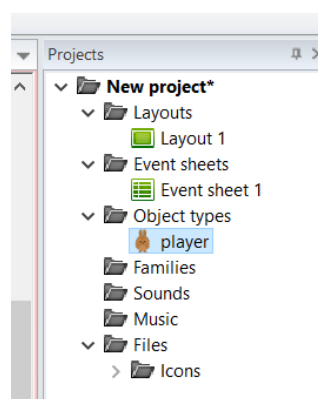 Projects
New project*
Layouts
Layout 1
Event sheets
Event sheet 1
Object types
player
Families
Sounds
Music
Files
Icons